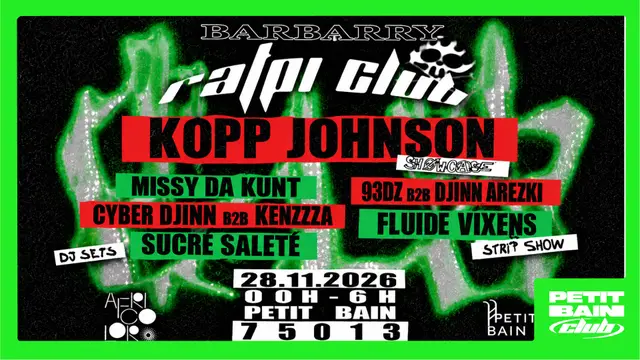 BARBARRY
ratpi club
KOPP JOHNSON
SHOWCASE
MISSY DA KUNT
93DZ B2B DJINN AREZKI
CYBER DJINN B2B KENZZZA
FLUIDE VIXENS
SUCRÉ SALETÉ
DJ SETS
STRIP SHOW
28.11.2026
00H-6H
PETIT BAIN
75013
AFRI
COLOR
PETIT
BAIN
PETIT
BAIN
club